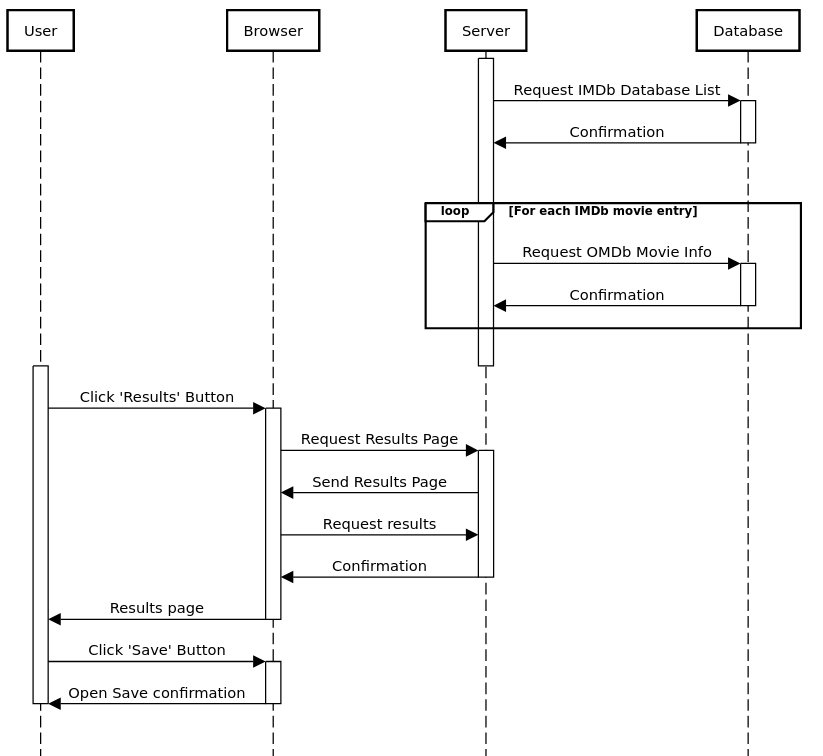 User
Browser
Server
Database
Request IMDb Database List
Confirmation
loop
[For each IMDb movie entry]
Request OMDb Movie Info
Confirmation
Click 'Results' Button
Request Results Page
Send Results Page
Request results
Confirmation
Results page
Click 'Save' Button
Open Save confirmation